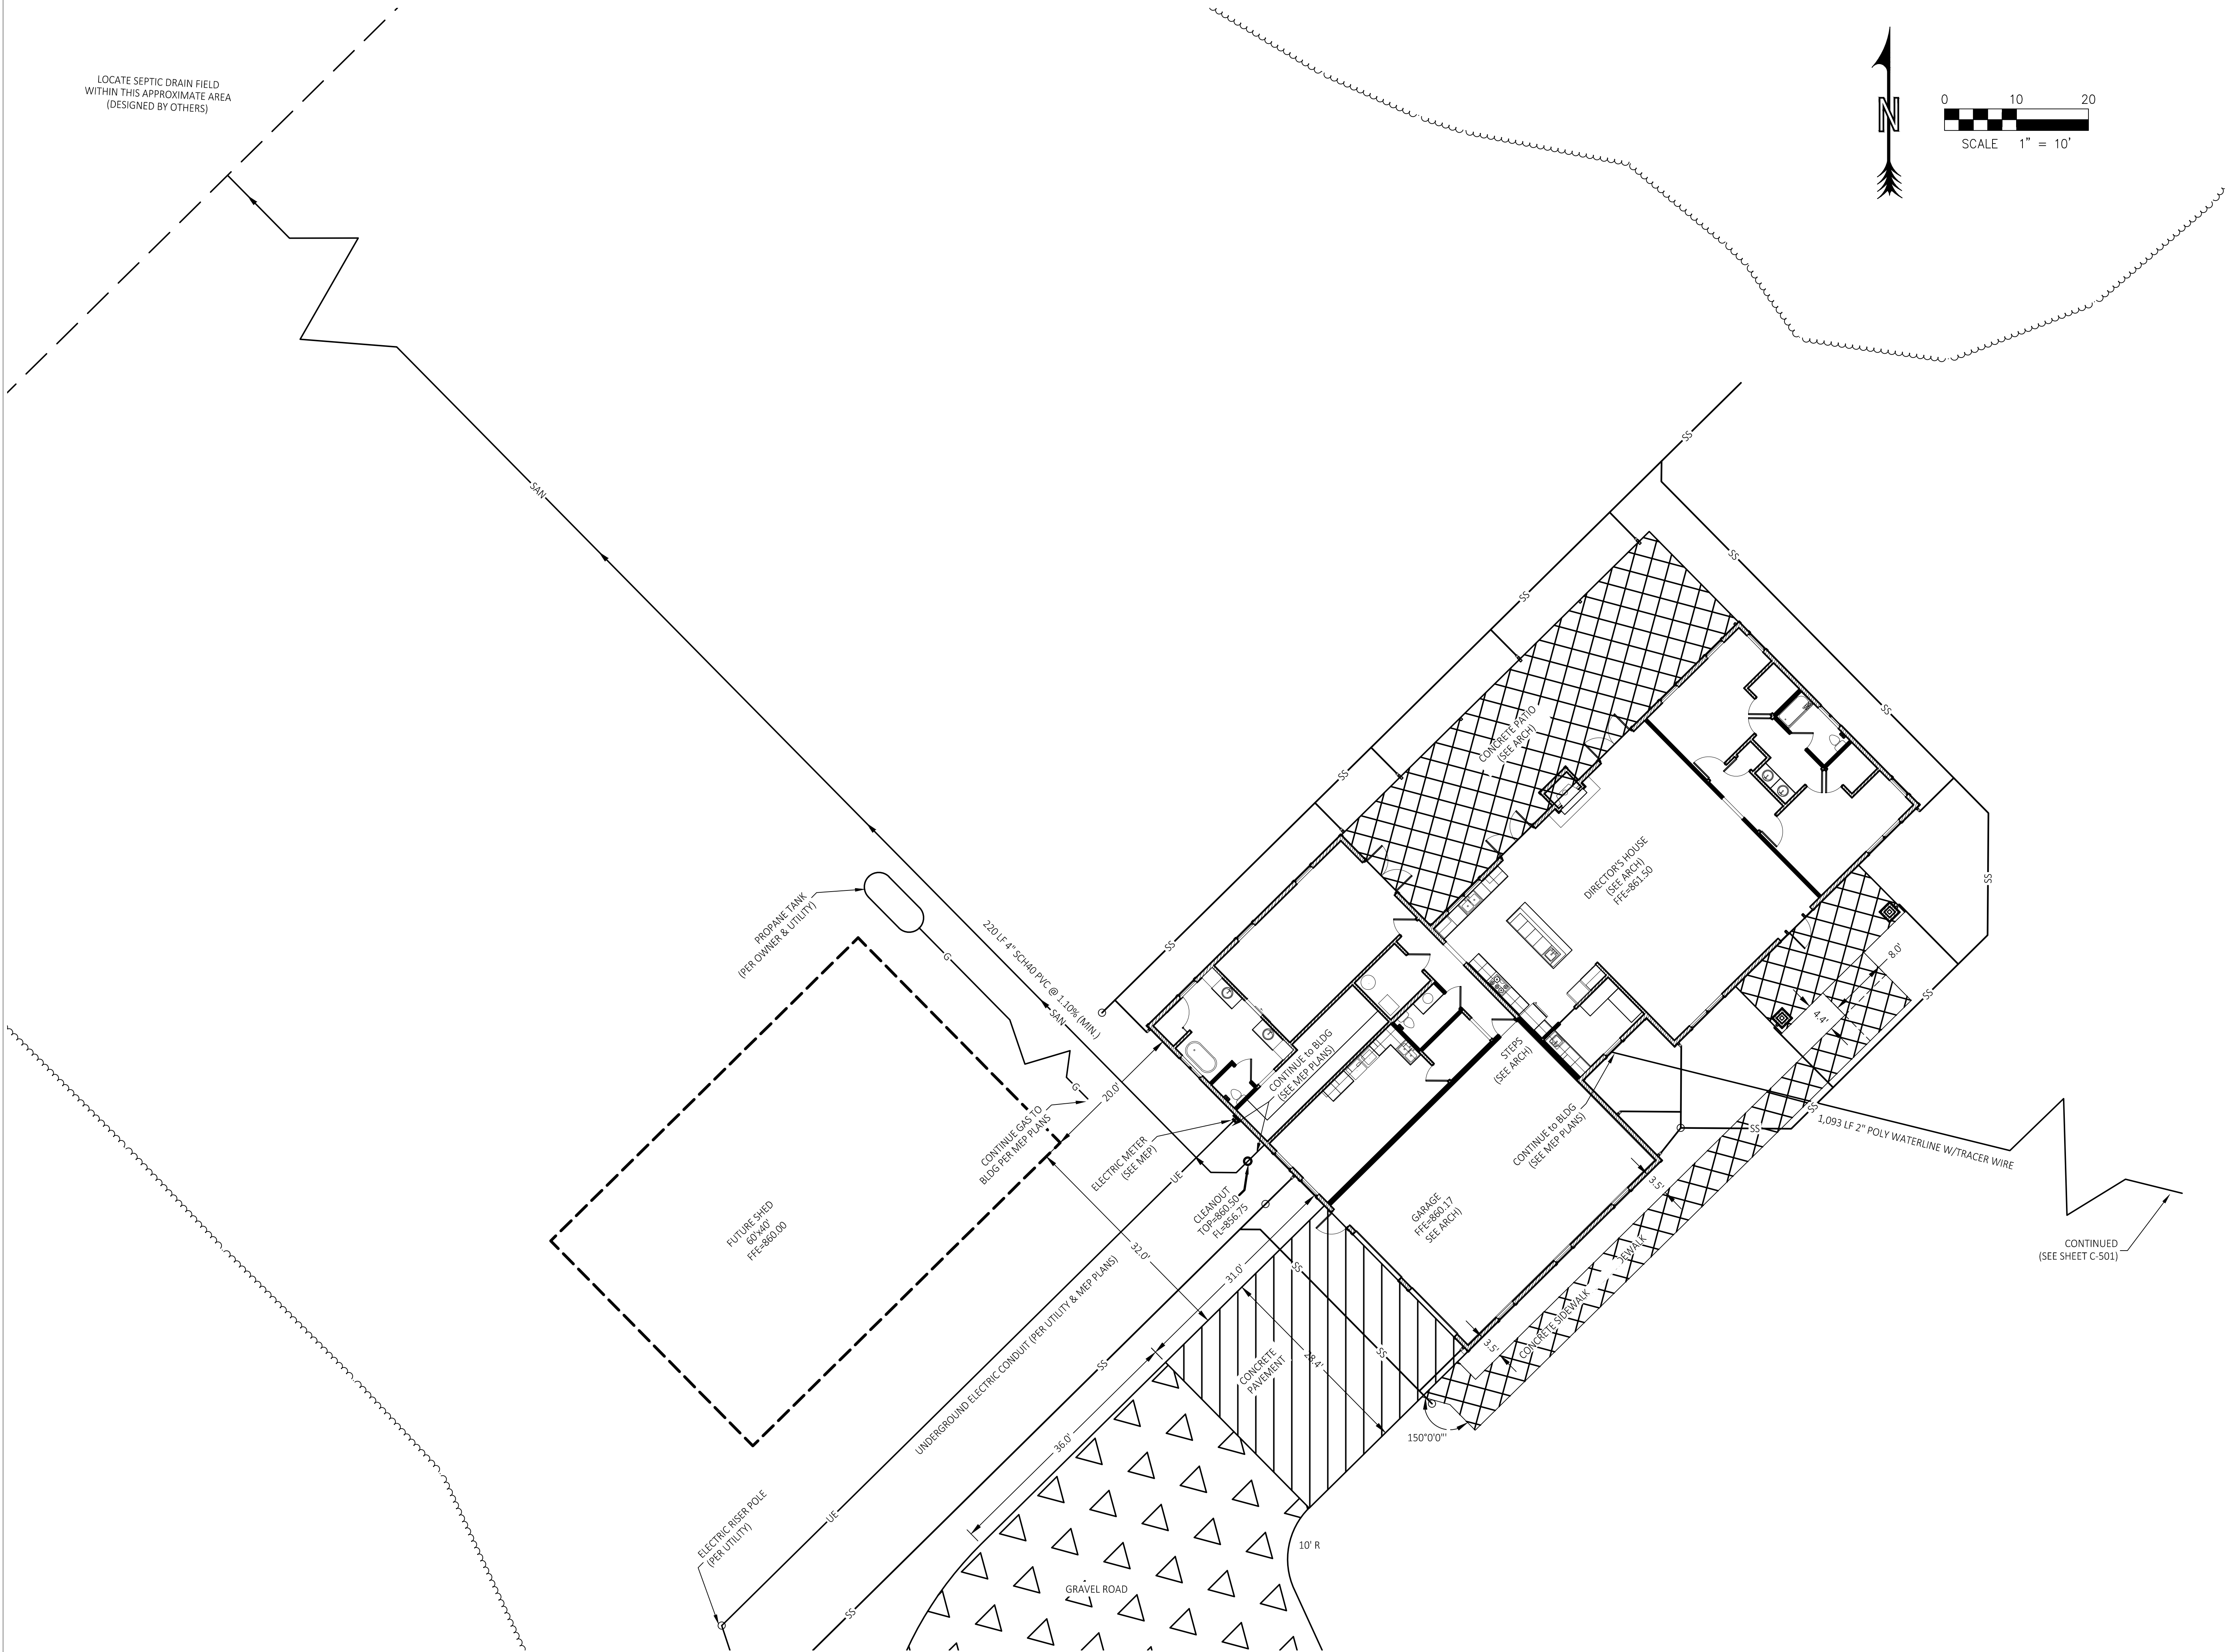 LOCATE SEPTIC DRAIN FIELD
WITHIN THIS APPROXIMATE AREA
(DESIGNED BY OTHERS)
N
0 10 20
SCALE 1" = 10'
SS
SAN
SS
SS
SS
CONCRETE PATIO
(SEE ARCH)
SS
SS
DIRECTOR'S HOUSE
(SEE ARCH)
FFE=861.50
SS
PROPANE TANK
(PER OWNER & UTILITY)
G
220 LF 4" SCH40 PVC @ 1.10% (MIN.)
SAN
SS
8.0'
4.4'
SS
SS
SS
CONTINUE to BLDG
(SEE MEP PLANS)
STEPS
(SEE ARCH)
G
20.0'
CONTINUE GAS TO
BLDG PER MEP PLANS
ELECTRIC METER
(SEE MEP)
UE
CLEANOUT
TOP=860.50
FL=856.75
CONTINUE to BLDG
(SEE MEP PLANS)
1,093 LF 2" POLY WATERLINE W/TRACER WIRE
3.5'
GARAGE
FFE=860.17
SEE ARCH)
FUTURE SHED
60'x40'
FFE=860.00
32.0'
31.0'
SS
CONTINUED
(SEE SHEET C-501)
UNDERGROUND ELECTRIC CONDUIT (PER UTILITY & MEP PLANS)
SS
CONCRETE
PAVEMENT
28.4'
SS
3.5'
CONCRETE SIDEWALK
DEWALK
150°0'0"'
36.0'
ELECTRIC RISER POLE
(PER UTILITY)
UE
10' R
GRAVEL ROAD
SS